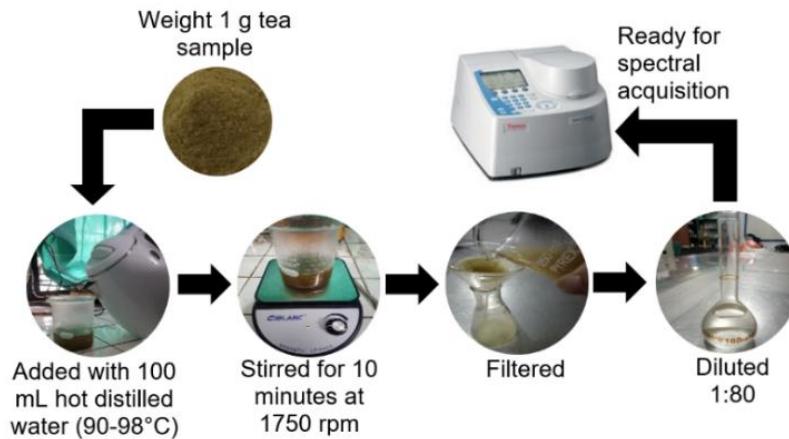 Weight 1 g tea
sample
Ready for
spectral
acquisition
Added with 100
mL hot distilled
water (90-98°C)
Stirred for 10
minutes at
1750 rpm
Filtered
Diluted
1:80